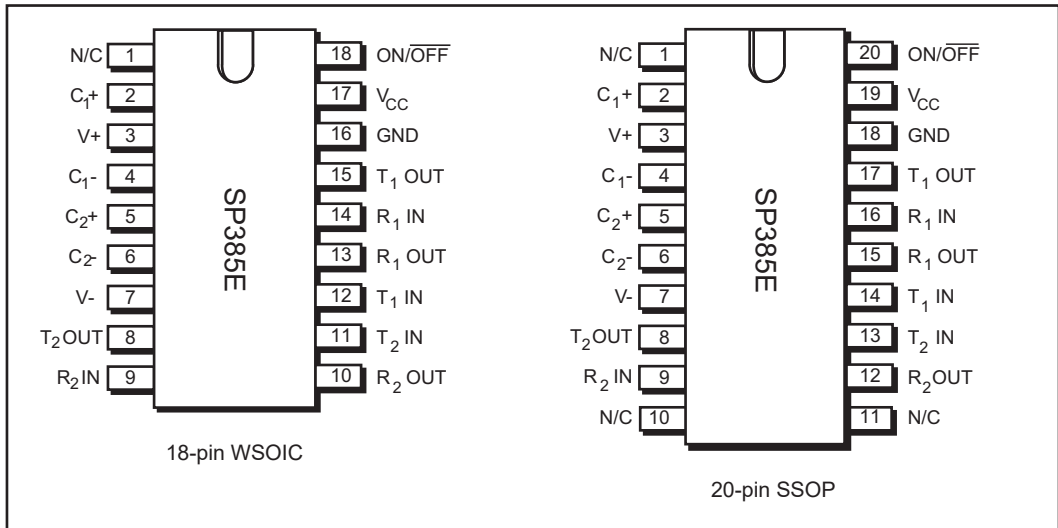 N/C 1
C1+ 2
V+ 3
C1- 4
C2+ 5
C2- 6
V- 7
T2OUT 8
R2IN 9
SP385E
18 ON/OFF
17 VCC
16 GND
15 T1 OUT
14 R1 IN
13 R1 OUT
12 T1 IN
11 T2 IN
10 R2 OUT
18-pin WSOIC
N/C 1
C1+ 2
V+ 3
C1- 4
C2+ 5
C2- 6
V- 7
T2OUT 8
R2 IN 9
N/C 10
SP385E
20 ON/OFF
19 VCC
18 GND
17 T1 OUT
16 R1 IN
15 R1 OUT
14 T1 IN
13 T2 IN
12 R2OUT
11 N/C
20-pin SSOP